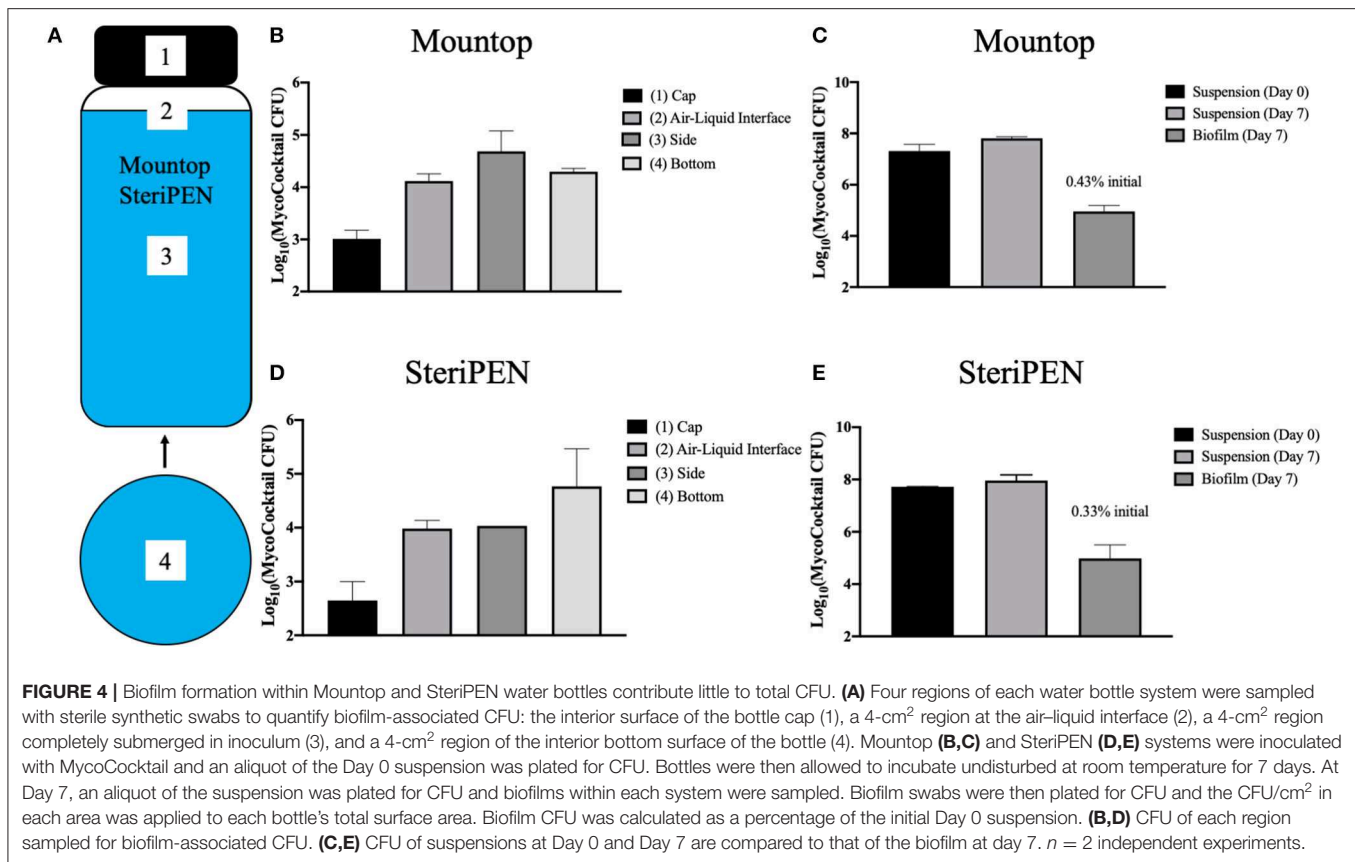 A
1
2
Mountop
SteriPEN
3
4
B
Mountop
Log10(MycoCocktail CFU)
6
5
4
3
2
(1) Cap
(2) Air-Liquid Interface
(3) Side
(4) Bottom
C
Mountop
Log10(MycoCocktail CFU)
10
8
6
4
2
0.43% initial
Suspension (Day 0)
Suspension (Day 7)
Biofilm (Day 7)
D
SteriPEN
Log10(MycoCocktail CFU)
6
5
4
3
2
(1) Cap
(2) Air-Liquid Interface
(3) Side
(4) Bottom
E
SteriPEN
Log10(MycoCocktail CFU)
10
8
6
4
2
0.33% initial
Suspension (Day 0)
Suspension (Day 7)
Biofilm (Day 7)
FIGURE 4 | Biofilm formation within Mountop and SteriPEN water bottles contribute little to total CFU. (A) Four regions of each water bottle system were sampled
with sterile synthetic swabs to quantify biofilm-associated CFU: the interior surface of the bottle cap (1), a 4-cm² region at the air–liquid interface (2), a 4-cm² region
completely submerged in inoculum (3), and a 4-cm² region of the interior bottom surface of the bottle (4). Mountop (B,C) and SteriPEN (D,E) systems were inoculated
with MycoCocktail and an aliquot of the Day 0 suspension was plated for CFU. Bottles were then allowed to incubate undisturbed at room temperature for 7 days. At
Day 7, an aliquot of the suspension was plated for CFU and biofilms within each system were sampled. Biofilm swabs were then plated for CFU and the CFU/cm² in
each area was applied to each bottle's total surface area. Biofilm CFU was calculated as a percentage of the initial Day 0 suspension. (B,D) CFU of each region
sampled for biofilm-associated CFU. (C,E) CFU of suspensions at Day 0 and Day 7 are compared to that of the biofilm at day 7. n = 2 independent experiments.